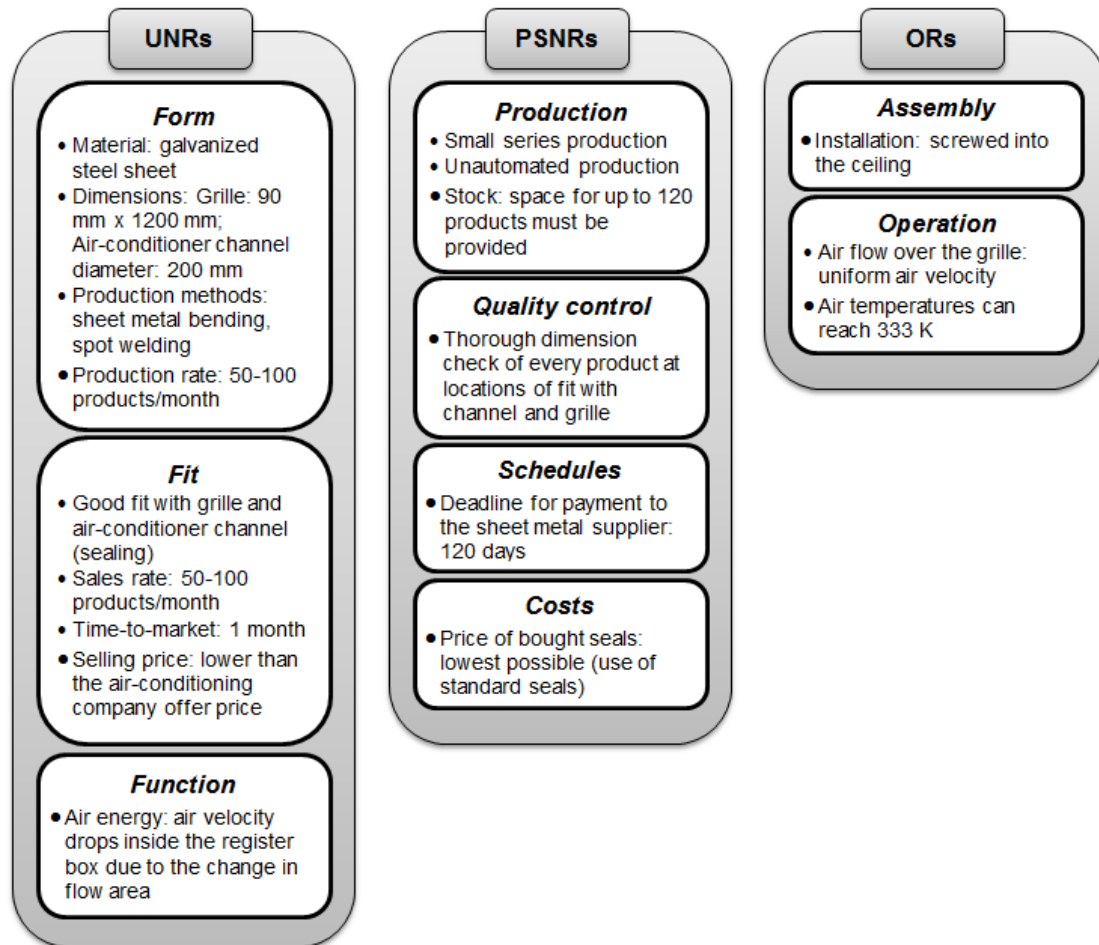 UNRs
Form
• Material: galvanized
steel sheet
• Dimensions: Grille: 90
mm x 1200 mm;
Air-conditioner channel
diameter: 200 mm
• Production methods:
sheet metal bending,
spot welding
• Production rate: 50-100
products/month
Fit
• Good fit with grille and
air-conditioner channel
(sealing)
• Sales rate: 50-100
products/month
• Time-to-market: 1 month
• Selling price: lower than
the air-conditioning
company offer price
Function
• Air energy: air velocity
drops inside the register
box due to the change in
flow area
PSNRs
Production
• Small series production
• Unautomated production
• Stock: space for up to 120
products must be
provided
Quality control
• Thorough dimension
check of every product at
locations of fit with
channel and grille
Schedules
• Deadline for payment to
the sheet metal supplier:
120 days
Costs
• Price of bought seals:
lowest possible (use of
standard seals)
ORs
Assembly
• Installation: screwed into
the ceiling
Operation
• Air flow over the grille:
uniform air velocity
• Air temperatures can
reach 333 K